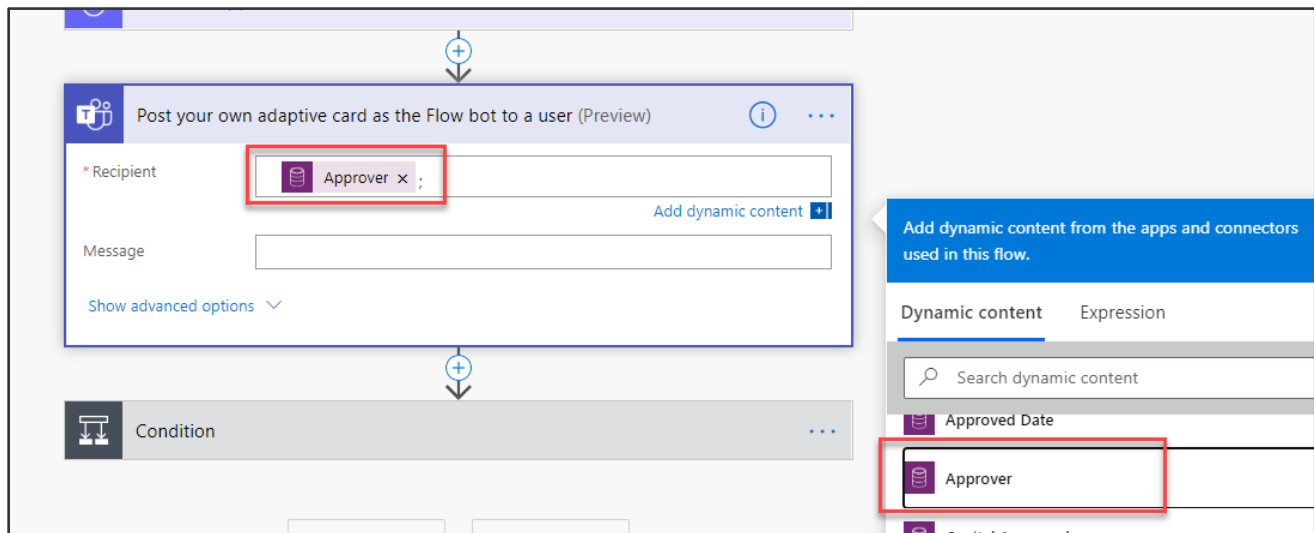 Post your own adaptive card as the Flow bot to a user (Preview)
* Recipient
Approver × ;
Add dynamic content
Message
Show advanced options
Condition
Add dynamic content from the apps and connectors
used in this flow.
Dynamic content Expression
Search dynamic content
Approved Date
Approver